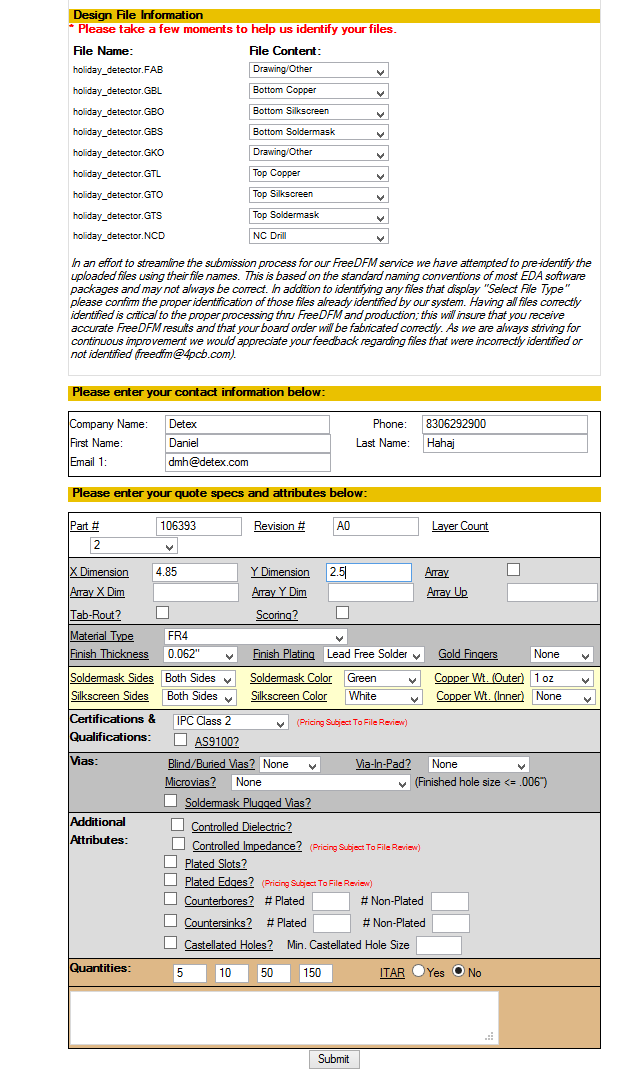 Design File Information
* Please take a few moments to help us identify your files.
File Name: File Content:
holiday_detector.FAB Drawing/Other
holiday_detector.GBL Bottom Copper
holiday_detector.GBO Bottom Silkscreen
holiday_detector.GBS Bottom Soldermask
holiday_detector.GKO Drawing/Other
holiday_detector.GTL Top Copper
holiday_detector.GTO Top Silkscreen
holiday_detector.GTS Top Soldermask
holiday_detector.NCD NC Drill
In an effort to streamline the submission process for our FreeDFM service we have attempted to pre-identify the
uploaded files using their file names. This is based on the standard naming conventions of most EDA software
packages and may not always be correct. In addition to identifying any files that display "Select File Type"
please confirm the proper identification of those files already identified by our system. Having all files correctly
identified is critical to the proper processing thru FreeDFM and production; this will insure that you receive
accurate FreeDFM results and that your board order will be fabricated correctly. As we are always striving for
continuous improvement we would appreciate your feedback regarding files that were incorrectly identified or
not identified (freedfm@4pcb.com).
Please enter your contact information below:
Company Name: Detex Phone: 8306292900
First Name: Daniel Last Name: Hahaj
Email 1: dmh@detex.com
Please enter your quote specs and attributes below:
Part # 106393 Revision # A0 Layer Count
2
X Dimension 4.85 Y Dimension 2.5 Array
Array X Dim Array Y Dim Array Up
Tab-Rout? Scoring?
Material Type FR4
Finish Thickness 0.062" Finish Plating Lead Free Solder Gold Fingers None
Soldermask Sides Both Sides Soldermask Color Green Copper Wt. (Outer) 1 oz
Silkscreen Sides Both Sides Silkscreen Color White Copper Wt. (Inner) None
Certifications & IPC Class 2 (Pricing Subject To File Review)
Qualifications: AS9100?
Vias: Blind/Buried Vias? None Via-In-Pad? None
Microvias? None (Finished hole size <= .006")
Soldermask Plugged Vias?
Additional Controlled Dielectric?
Attributes: Controlled Impedance? (Pricing Subject To File Review)
Plated Slots?
Plated Edges? (Pricing Subject To File Review)
Counterbores? # Plated # Non-Plated
Countersinks? # Plated # Non-Plated
Castellated Holes? Min. Castellated Hole Size
Quantities: 5 10 50 150 ITAR Yes No
Submit